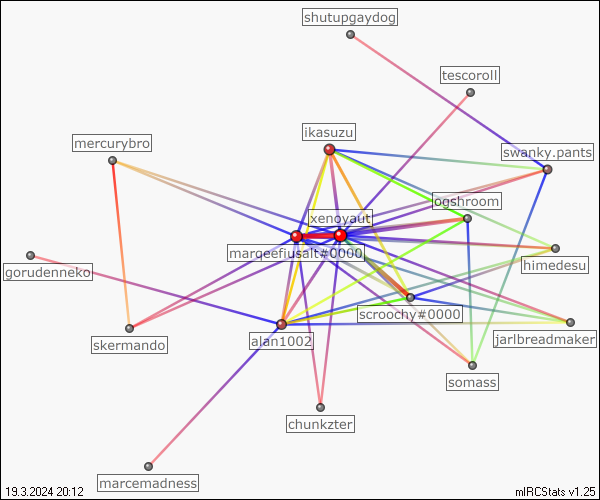 shutupgaydog
tescoroll
ikasuzu
mercurybro
swanky.pants
ogshroom
xenoyaut
marceefiusalt#0000
himedesu
gorudenneko
scroochy#0000
skermando
alan1002
jarlbreadmaker
somass
chunkzter
marcemadness
19.3.2024 20:12
mIRCStats v1.25